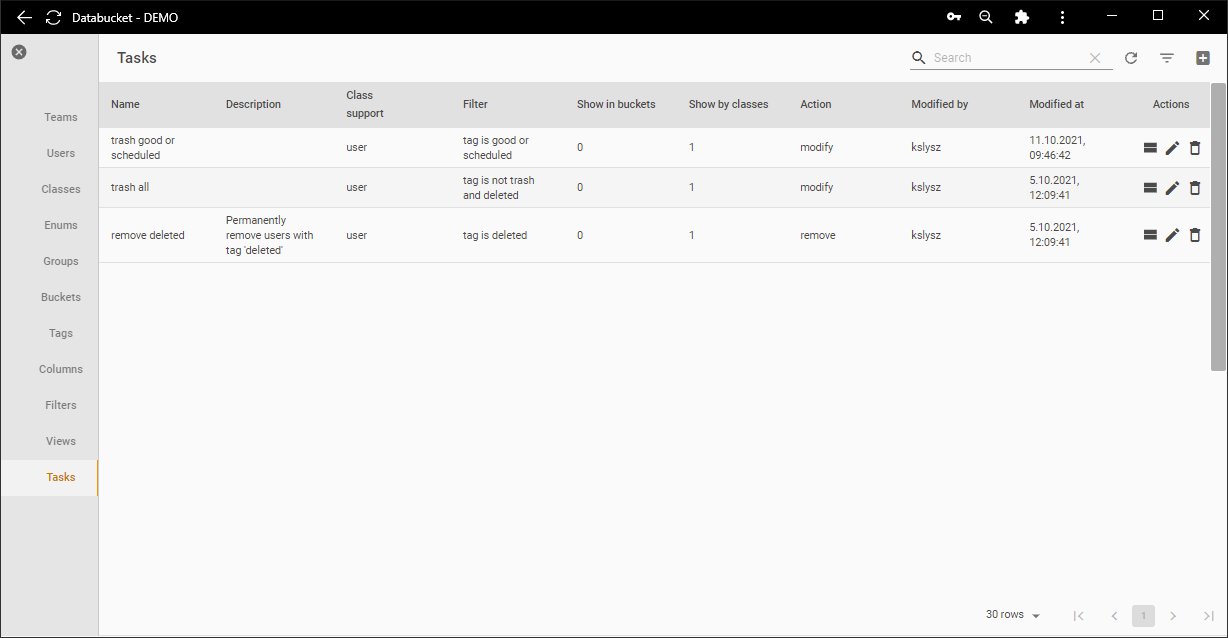 Databucket - DEMO
Tasks
Search
Teams
Users
Classes
Enums
Groups
Buckets
Tags
Columns
Filters
Views
Tasks
Name Description Class support Filter Show in buckets Show by classes Action Modified by Modified at Actions
trash good or scheduled user tag is good or scheduled 0 1 modify kslysz 11.10.2021, 09:46:42
trash all user tag is not trash and deleted 0 1 modify kslysz 5.10.2021, 12:09:41
remove deleted Permanently remove users with tag 'deleted' user tag is deleted 0 1 remove kslysz 5.10.2021, 12:09:41
30 rows 1